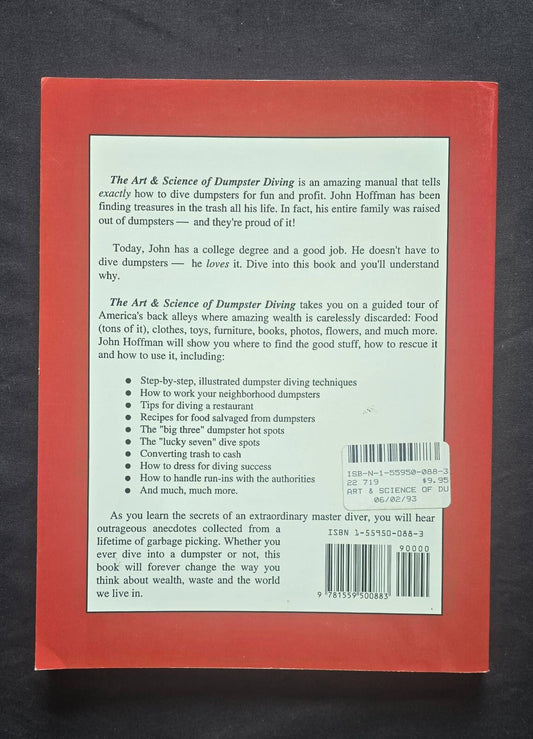 The Art & Science of Dumpster Diving is an amazing manual that tells
exactly how to dive dumpsters for fun and profit. John Hoffman has been
finding treasures in the trash all his life. In fact, his entire family was raised
out of dumpsters — and they're proud of it!
Today, John has a college degree and a good job. He doesn't have to
dive dumpsters — he loves it. Dive into this book and you'll understand
why.
The Art & Science of Dumpster Diving takes you on a guided tour of
America's back alleys where amazing wealth is carelessly discarded: Food
(tons of it), clothes, toys, furniture, books, photos, flowers, and much more.
John Hoffman will show you where to find the good stuff, how to rescue it
and how to use it, including:
● Step-by-step, illustrated dumpster diving techniques
● How to work your neighborhood dumpsters
● Tips for diving a restaurant
● Recipes for food salvaged from dumpsters
● The "big three" dumpster hot spots
● The "lucky seven" dive spots
● Converting trash to cash
● How to dress for diving success
● How to handle run-ins with the authorities
● And much, much more.
ISB-N-1-55950-088-3
22 719 $9.95
ART & SCIENCE OF DU
06/02/93
As you learn the secrets of an extraordinary master diver, you will hear
outrageous anecdotes collected from a
lifetime of garbage picking. Whether you
ever dive into a dumpster or not, this
book will forever change the way you
think about wealth, waste and the world
we live in.
ISBN 1-55950-088-3
90000
9 781559 500883